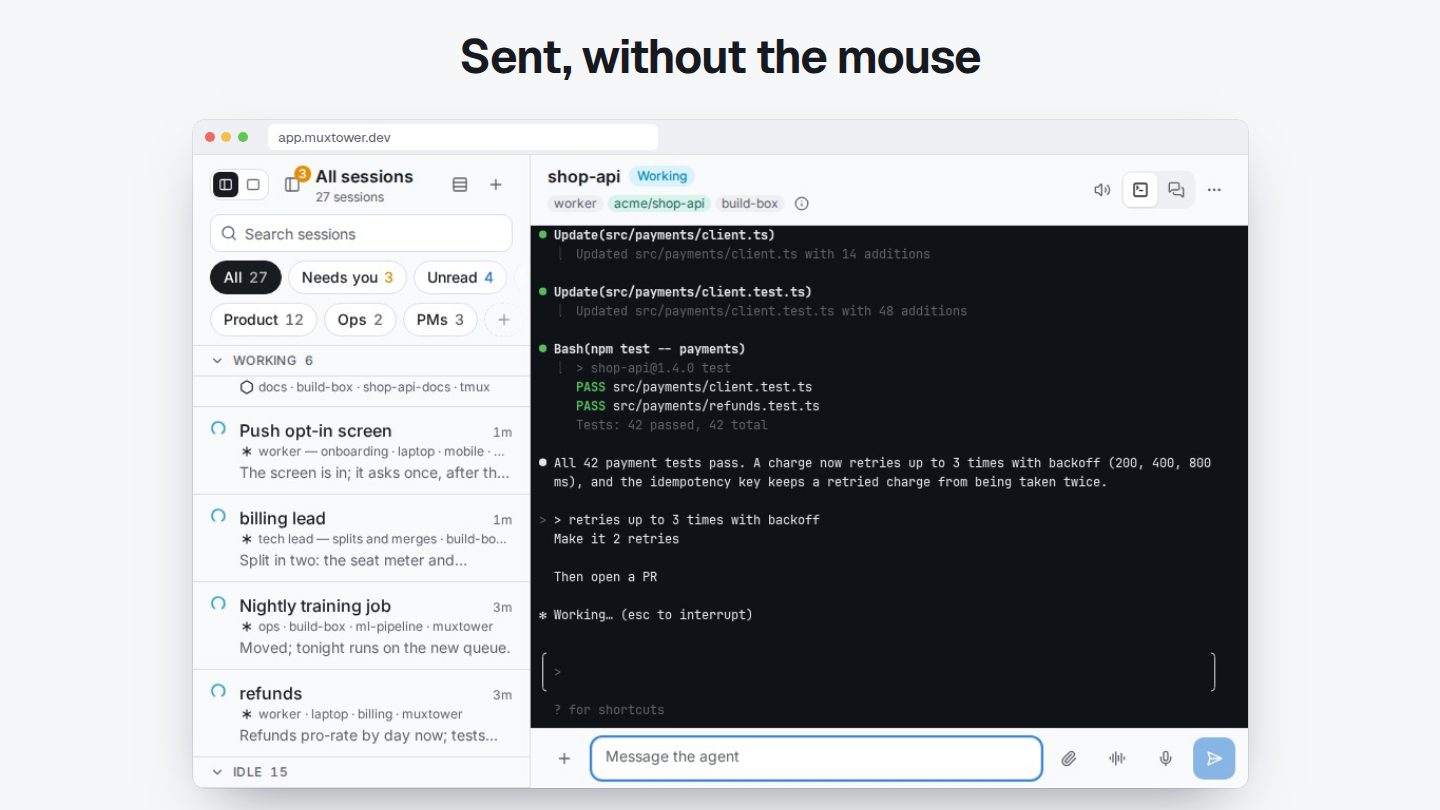 Sent, without the mouse
app.muxtower.dev
3
All sessions
27 sessions
Search sessions
All 27
Needs you 3
Unread 4
Product 12
Ops 2
PMs 3
WORKING 6
docs · build-box · shop-api-docs · tmux
Push opt-in screen 1m
worker — onboarding · laptop · mobile · ...
The screen is in; it asks once, after th...
billing lead 1m
tech lead — splits and merges · build-bo...
Split in two: the seat meter and...
Nightly training job 3m
ops · build-box · ml-pipeline · muxtower
Moved; tonight runs on the new queue.
refunds 3m
worker · laptop · billing · muxtower
Refunds pro-rate by day now; tests...
IDLE 15
shop-api Working
worker acme/shop-api build-box
Update(src/payments/client.ts)
Updated src/payments/client.ts with 14 additions
Update(src/payments/client.test.ts)
Updated src/payments/client.test.ts with 48 additions
Bash(npm test -- payments)
> shop-api@1.4.0 test
PASS src/payments/client.test.ts
PASS src/payments/refunds.test.ts
Tests: 42 passed, 42 total
All 42 payment tests pass. A charge now retries up to 3 times with backoff (200, 400, 800
ms), and the idempotency key keeps a retried charge from being taken twice.
> > retries up to 3 times with backoff
Make it 2 retries
Then open a PR
✻ Working… (esc to interrupt)
>
? for shortcuts
Message the agent